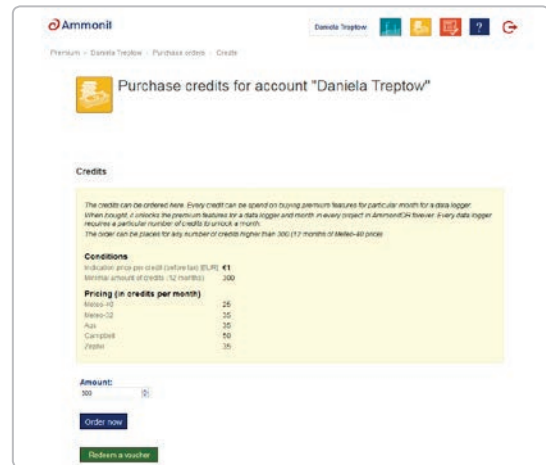 Ammonit
Daniela Treptow
?
Premium > Daniela Treptow > Purchase orders > Create
Purchase credits for account "Daniela Treptow"
Credits
The credits can be ordered here. Every credit can be spend on buying premium features for particular month for a data logger.
When bought, it unlocks the premium features for a data logger and month in every project in AmmonitOR forever. Every data logger
requires a particular number of credits to unlock a month.
The order can be places for any number of credits higher than 300 (12 months of Meteo-40 price)
Conditions
Indicative price per credit (before tax) [EUR] €1
Minimal amount of credits (12 months) 300
Pricing (in credits per month)
Meteo-40 25
Meteo-32 35
35
Campbell 50
Zephir 35
Amount:
300
Order now
Redeem a voucher